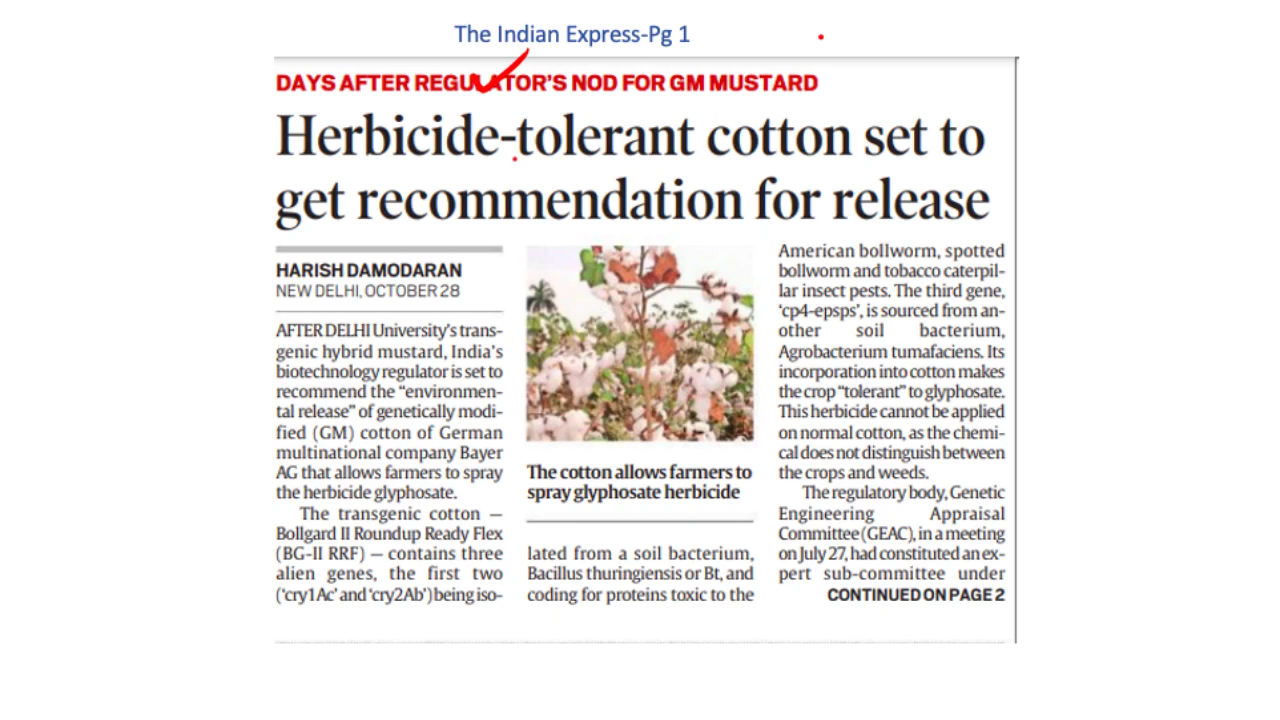 The Indian Express-Pg 1
DAYS AFTER REGULATOR'S NOD FOR GM MUSTARD
Herbicide-tolerant cotton set to
get recommendation for release
HARISH DAMODARAN
NEW DELHI, OCTOBER 28
AFTER DELHI University's trans-
genic hybrid mustard, India's
biotechnology regulator is set to
recommend the "environmen-
tal release" of genetically modi-
fied (GM) cotton of German
multinational company Bayer
AG that allows farmers to spray
the herbicide glyphosate.
The transgenic cotton —
Bollgard II Roundup Ready Flex
(BG-II RRF) — contains three
alien genes, the first two
('cry1Ac' and 'cry2Ab') being iso-
The cotton allows farmers to
spray glyphosate herbicide
lated from a soil bacterium,
Bacillus thuringiensis or Bt, and
coding for proteins toxic to the
American bollworm, spotted
bollworm and tobacco caterpil-
lar insect pests. The third gene,
'cp4-epsps', is sourced from an-
other soil bacterium,
Agrobacterium tumafaciens. Its
incorporation into cotton makes
the crop "tolerant" to glyphosate.
This herbicide cannot be applied
on normal cotton, as the chemi-
cal does not distinguish between
the crops and weeds.
The regulatory body, Genetic
Engineering Appraisal
Committee (GEAC), in a meeting
on July 27, had constituted an ex-
pert sub-committee under
CONTINUED ON PAGE 2